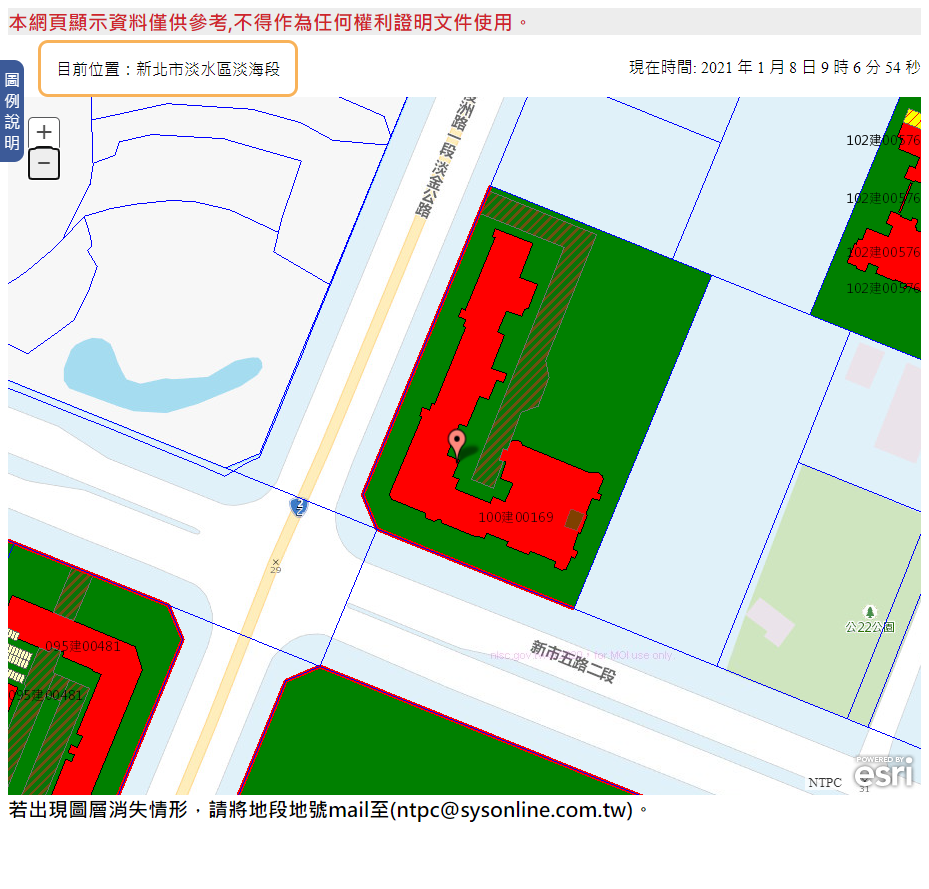 本網頁顯示資料僅供參考,不得作為任何權利證明文件使用。
目前位置：新北市淡水區淡海段
現在時間: 2021 年 1 月 8 日 9 時 6 分 54 秒
圖例說明
+
−
洲路一段 淡金公路
102建00576
102建00576
102建00576
102建00576
2
乙
100建00169
29
095建00481
095建00481
公22公園
新市五路二段
for MOI use only
NTPC
POWERED BY
esri
31
若出現圖層消失情形，請將地段地號mail至(ntpc@sysonline.com.tw)。